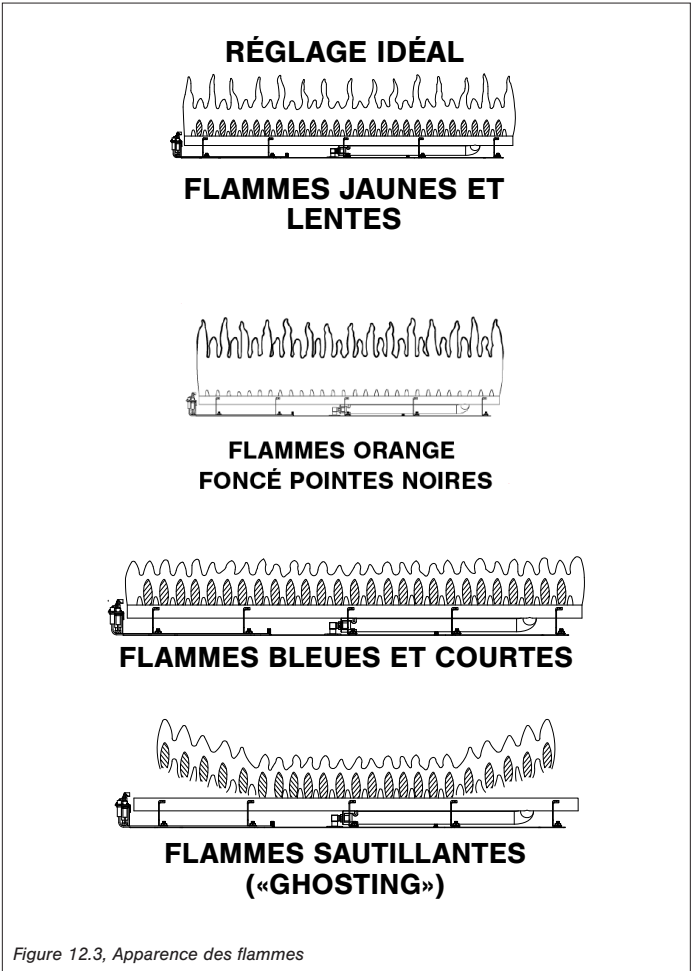 RÉGLAGE IDÉAL
FLAMMES JAUNES ET
LENTES
FLAMMES ORANGE
FONCÉ POINTES NOIRES
FLAMMES BLEUES ET COURTES
FLAMMES SAUTILLANTES
(«GHOSTING»)
Figure 12.3, Apparence des flammes